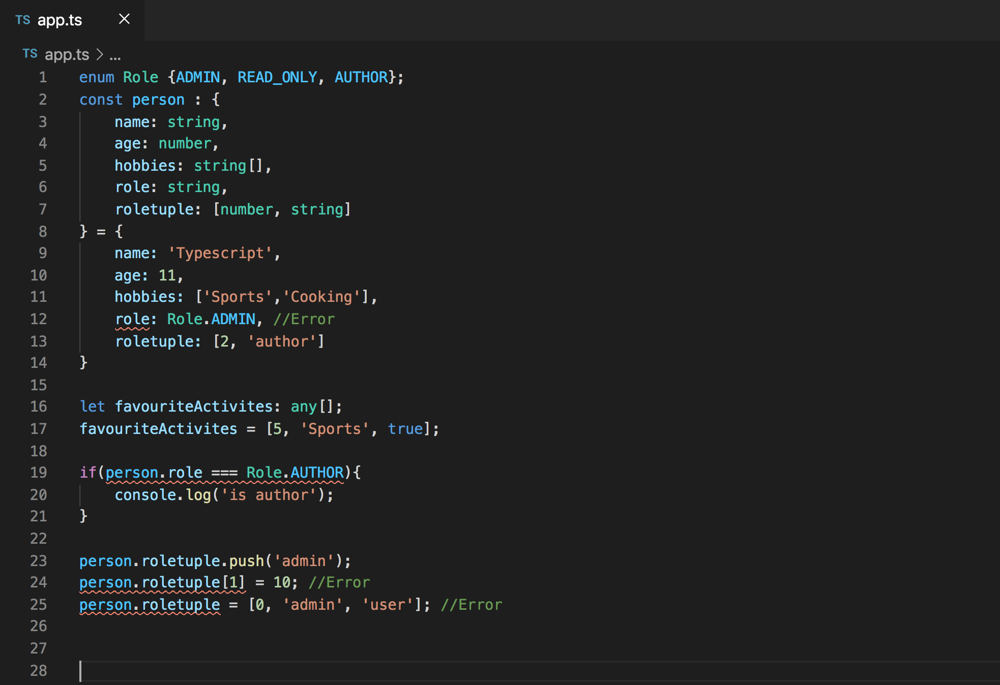 TS app.ts ×
TS app.ts > ...
1 enum Role {ADMIN, READ_ONLY, AUTHOR};
2 const person : {
3     name: string,
4     age: number,
5     hobbies: string[],
6     role: string,
7     roletuple: [number, string]
8 } = {
9     name: 'Typescript',
10     age: 11,
11     hobbies: ['Sports','Cooking'],
12     role: Role.ADMIN, //Error
13     roletuple: [2, 'author']
14 }
15
16 let favouriteActivites: any[];
17 favouriteActivites = [5, 'Sports', true];
18
19 if(person.role === Role.AUTHOR){
20     console.log('is author');
21 }
22
23 person.roletuple.push('admin');
24 person.roletuple[1] = 10; //Error
25 person.roletuple = [0, 'admin', 'user']; //Error
26
27
28